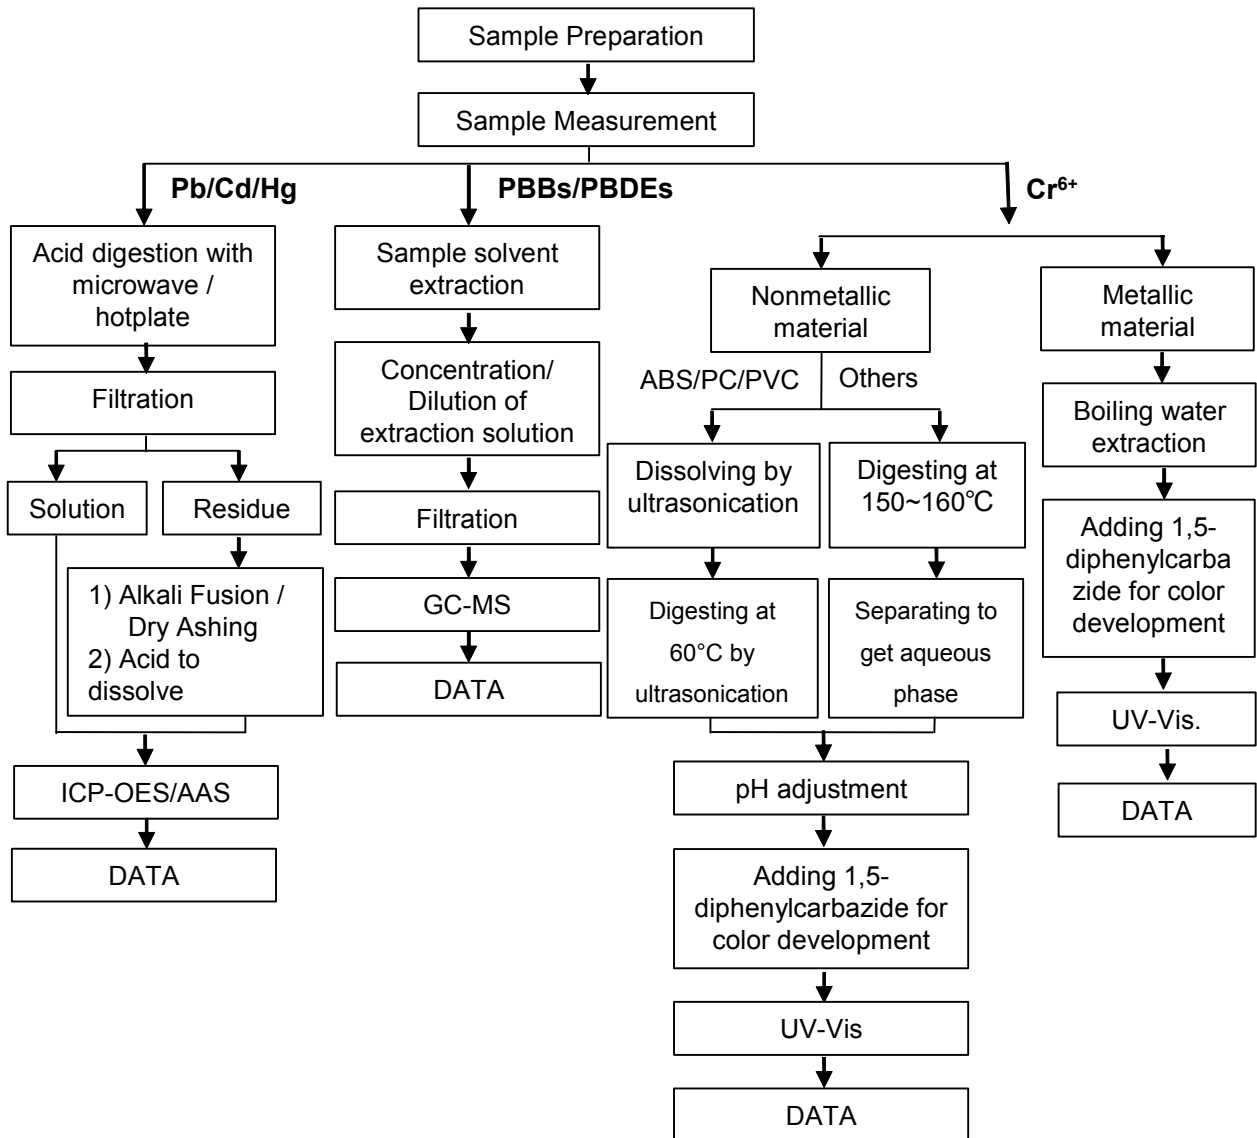 Sample Preparation
Sample Measurement
Pb/Cd/Hg
PBBs/PBDEs
Cr⁶⁺
Acid digestion with
microwave /
hotplate
Filtration
Solution
Residue
1) Alkali Fusion /
Dry Ashing
2) Acid to
dissolve
ICP-OES/AAS
DATA
Sample solvent
extraction
Concentration/
Dilution of
extraction solution
Filtration
GC-MS
DATA
Nonmetallic
material
ABS/PC/PVC
Others
Dissolving by
ultrasonication
Digesting at
60°C by
ultrasonication
Digesting at
150~160℃
Separating to
get aqueous
phase
pH adjustment
Adding 1,5-
diphenylcarbazide for
color development
UV-Vis
DATA
Metallic
material
Boiling water
extraction
Adding 1,5-
diphenylcarba
zide for color
development
UV-Vis.
DATA